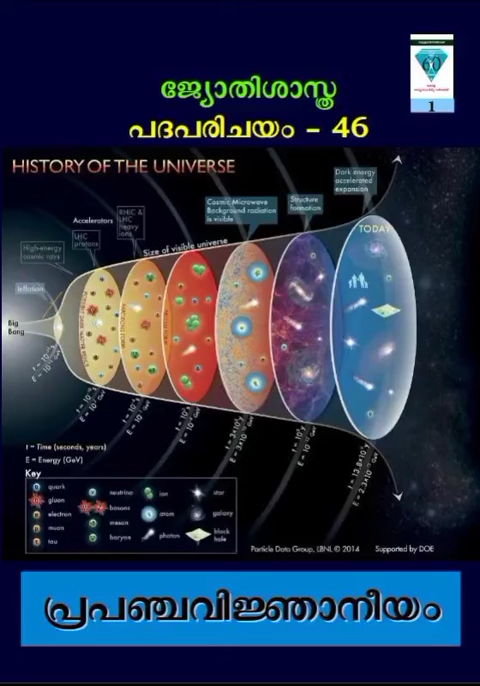 60
1
ജ്യോതിശാസ്ത്ര
പദപരിചയം - 46
HISTORY OF THE UNIVERSE
Dark energy
accelerated
expansion
Cosmic Microwave
Background radiation
is visible
Structure
formation
RHIC &
LHC
heavy
ions
Accelerators
LHC
protons
High-energy
cosmic rays
Size of visible universe
TODAY
Inflation
Big
Bang
t = Time (seconds, years)
E = Energy (GeV)
Key
quark
gluon
electron
muon
tau
neutrino
bosons
meson
baryon
ion
atom
photon
star
galaxy
black
hole
Particle Data Group, LBNL © 2014
Supported by DOE
പ്രപഞ്ചവിജ്ഞാനീയം